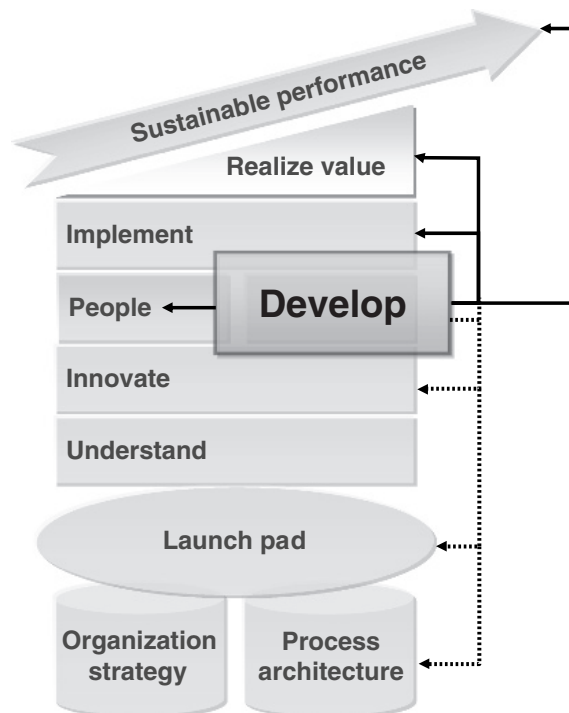 Sustainable performance
Realize value
Implement
People
Develop
Innovate
Understand
Launch pad
Organization
strategy
Process
architecture